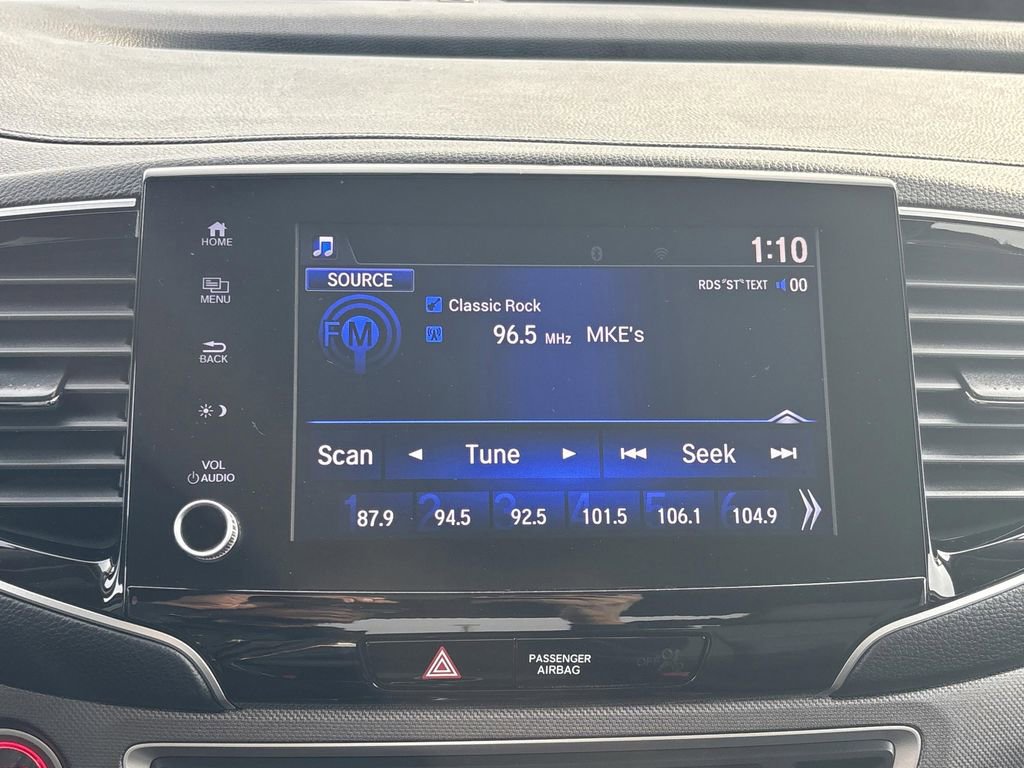 HOME
MENU
BACK
VOL
AUDIO
1:10
SOURCE
RDS "ST" TEXT 00
FM
Classic Rock
96.5 MHz MKE's
Scan Tune Seek
1 2 3 4 5 6
87.9 94.5 92.5 101.5 106.1 104.9
PASSENGER
AIRBAG
OFF